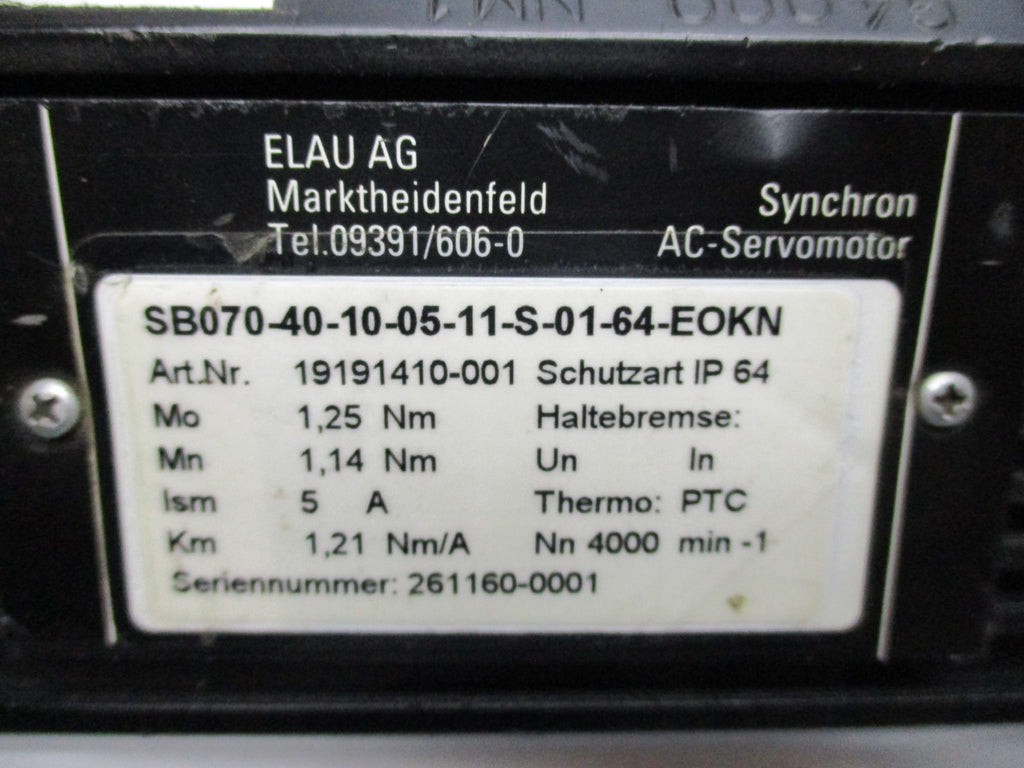 ELAU AG
Marktheidenfeld
Tel.09391/606-0
Synchron
AC-Servomotor
SB070-40-10-05-11-S-01-64-EOKN
Art.Nr. 19191410-001 Schutzart IP 64
Mo 1,25 Nm Haltebremse:
Mn 1,14 Nm Un In
Ism 5 A Thermo: PTC
Km 1,21 Nm/A Nn 4000 min -1
Seriennummer: 261160-0001